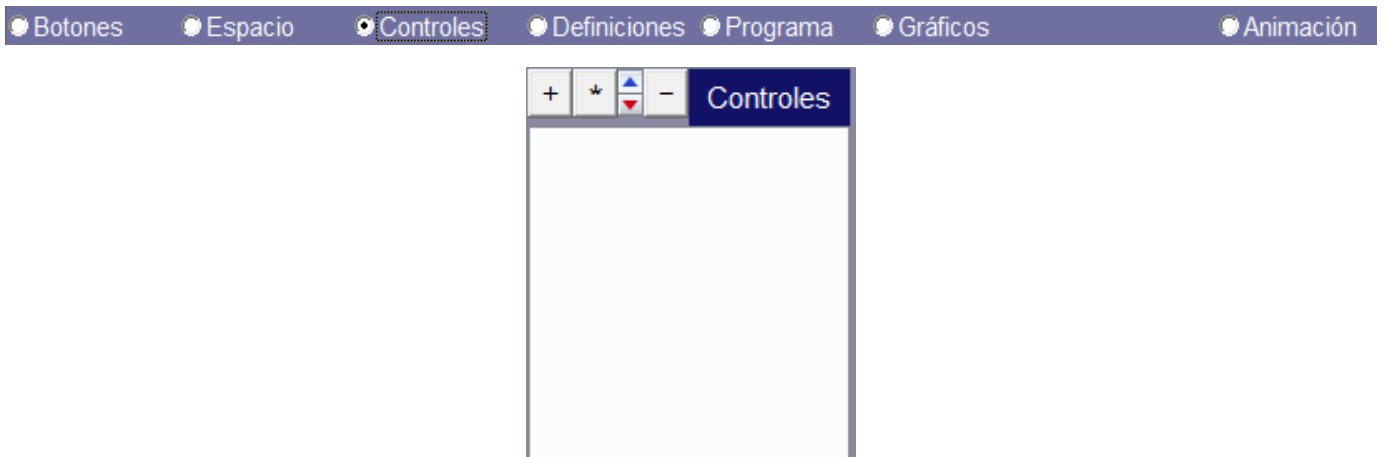 Botones Espacio Controles Definiciones Programa Gráficos Animación
+ * - Controles